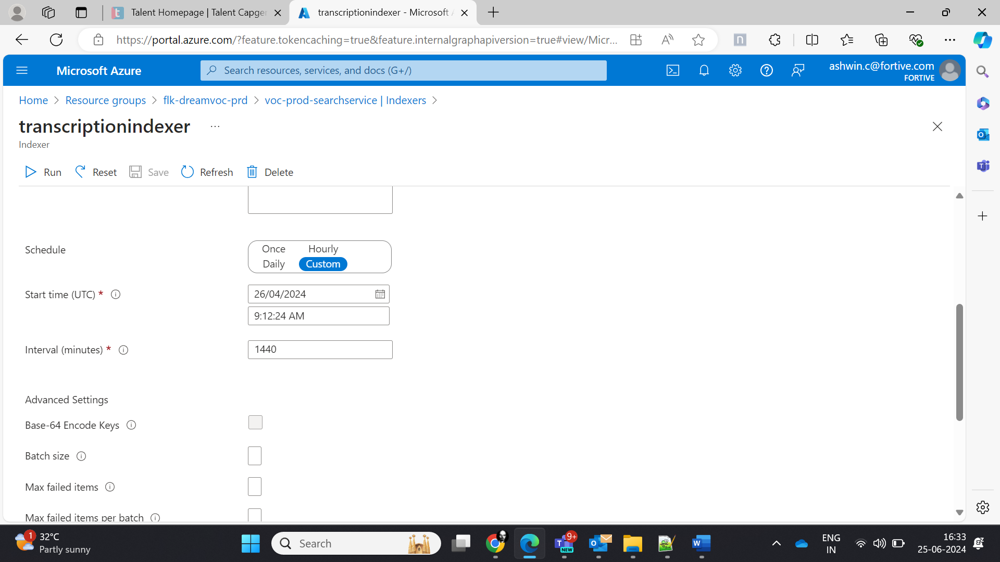 Talent Homepage | Talent Capger
transcriptionindexer - Microsoft A
https://portal.azure.com/?feature.tokencaching=true&feature.internalgraphapiversion=true#view/Micr...
Microsoft Azure
Search resources, services, and docs (G+/)
ashwin.c@fortive.com
FORTIVE
Home > Resource groups > flk-dreamvoc-prd > voc-prod-searchservice | Indexers >
transcriptionindexer ...
Indexer
Run Reset Save Refresh Delete
Schedule
Once Hourly
Daily Custom
Start time (UTC) *
26/04/2024
9:12:24 AM
Interval (minutes) *
1440
Advanced Settings
Base-64 Encode Keys
Batch size
Max failed items
Max failed items per batch
1
32°C
Partly sunny
Search
9+
NEW
ENG
IN
16:33
25-06-2024